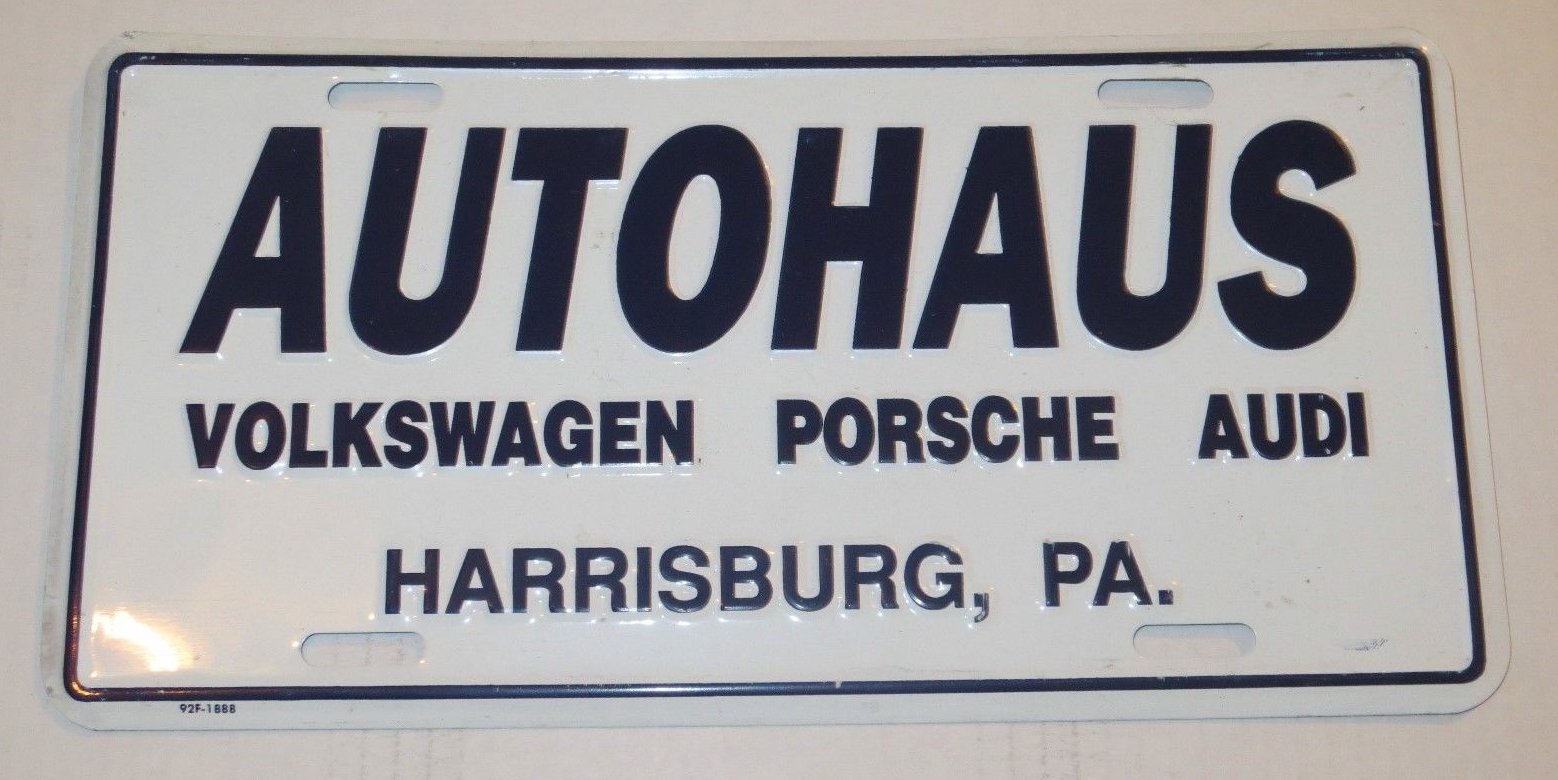 AUTOHAUS
VOLKSWAGEN PORSCHE AUDI
HARRISBURG, PA.
92F-1888